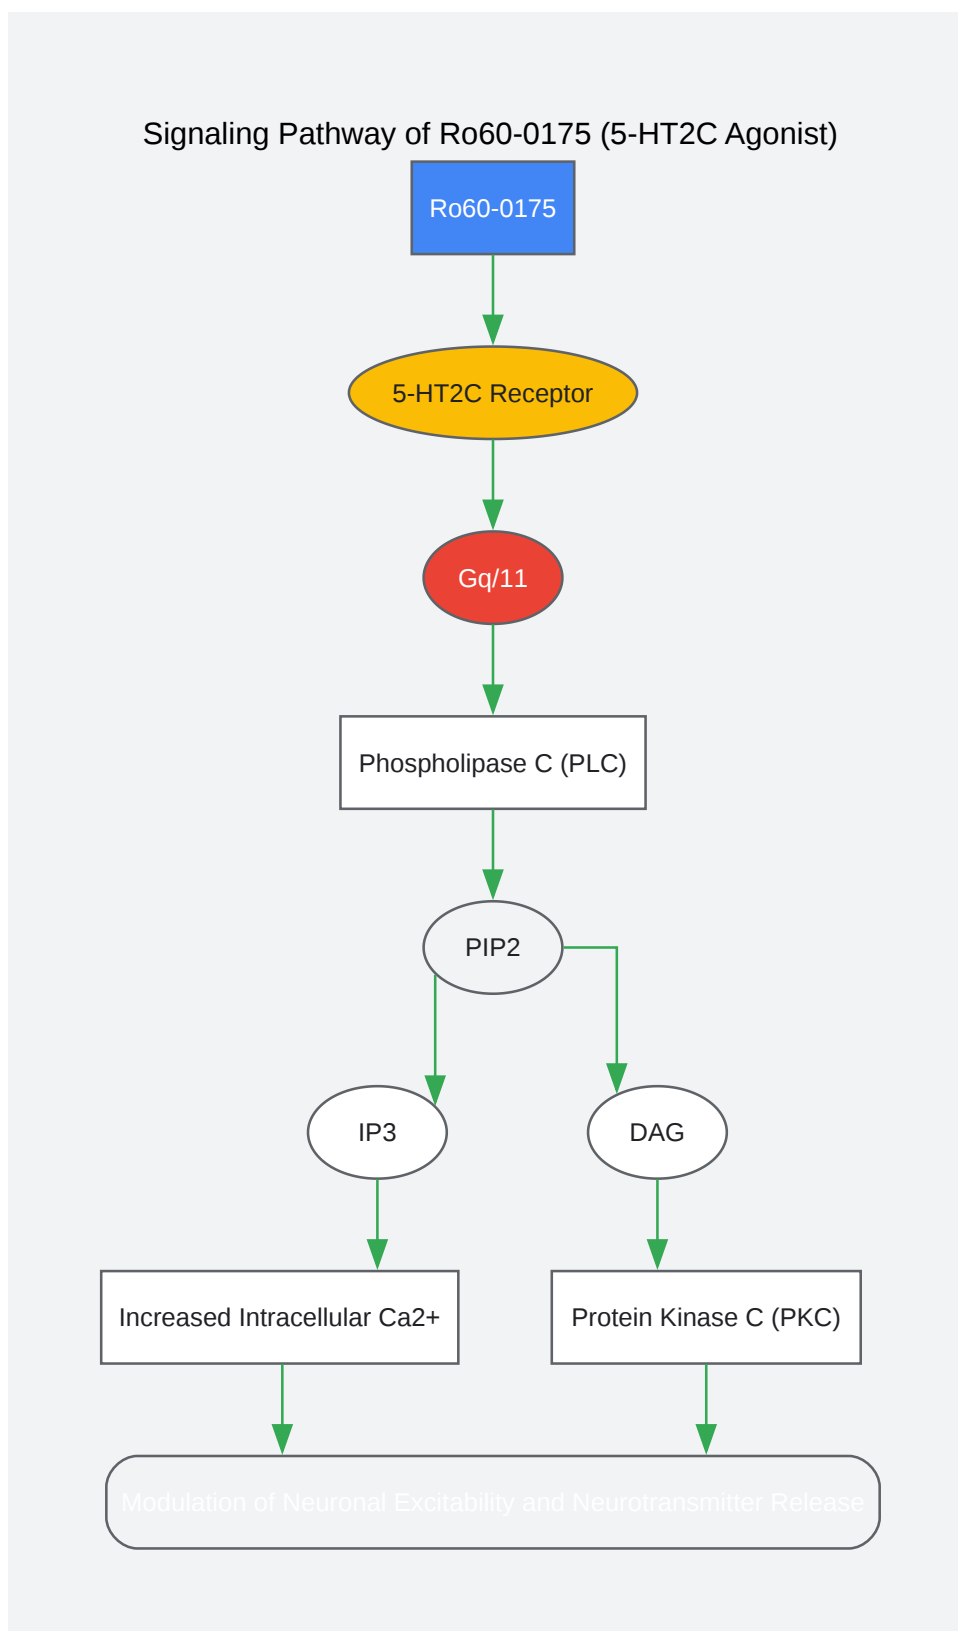 Signaling Pathway of Ro60-0175 (5-HT2C Agonist)
Ro60-0175
5-HT2C Receptor
Gq/11
Phospholipase C (PLC)
PIP2
IP3
DAG
Increased Intracellular Ca2+
Protein Kinase C (PKC)
Modulation of Neuronal Excitability and Neurotransmitter Release